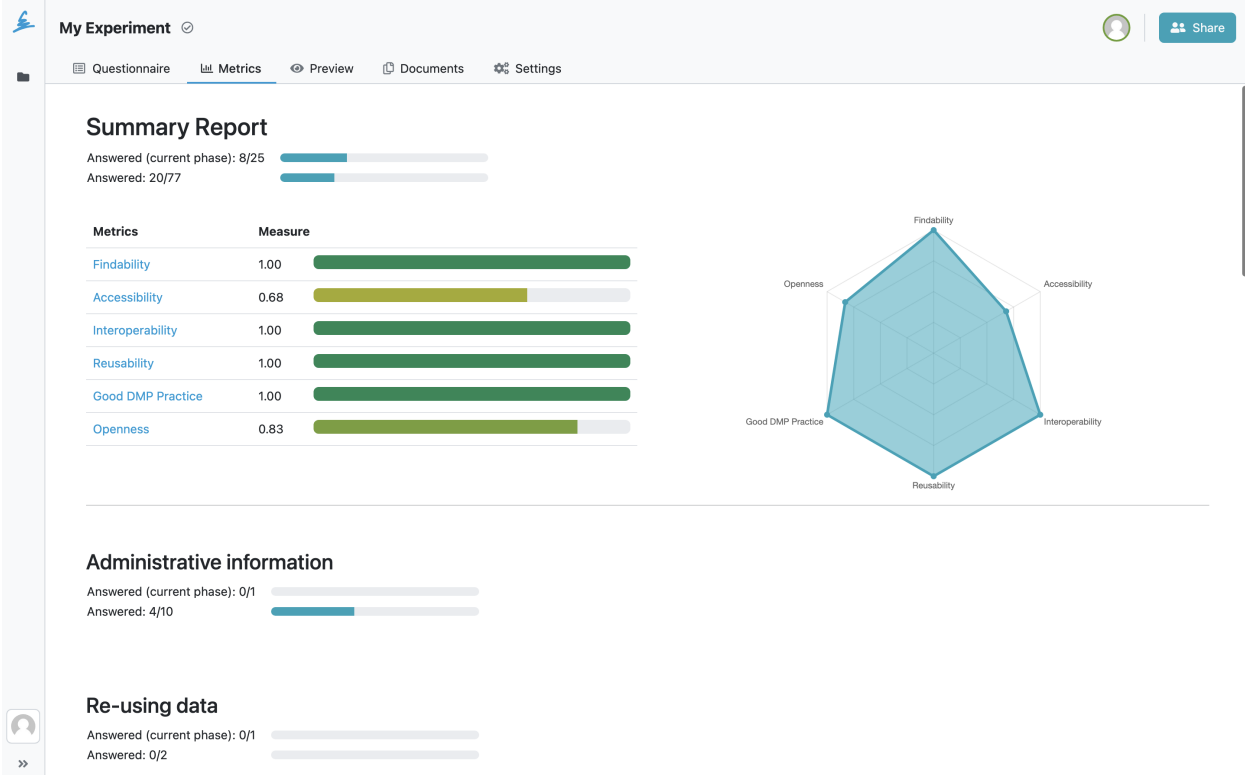 My Experiment
Share
Questionnaire Metrics Preview Documents Settings
Summary Report
Answered (current phase): 8/25
Answered: 20/77
Metrics Measure
Findability 1.00
Accessibility 0.68
Interoperability 1.00
Reusability 1.00
Good DMP Practice 1.00
Openness 0.83
Findability
Openness Accessibility
Good DMP Practice Interoperability
Reusability
Administrative information
Answered (current phase): 0/1
Answered: 4/10
Re-using data
Answered (current phase): 0/1
Answered: 0/2